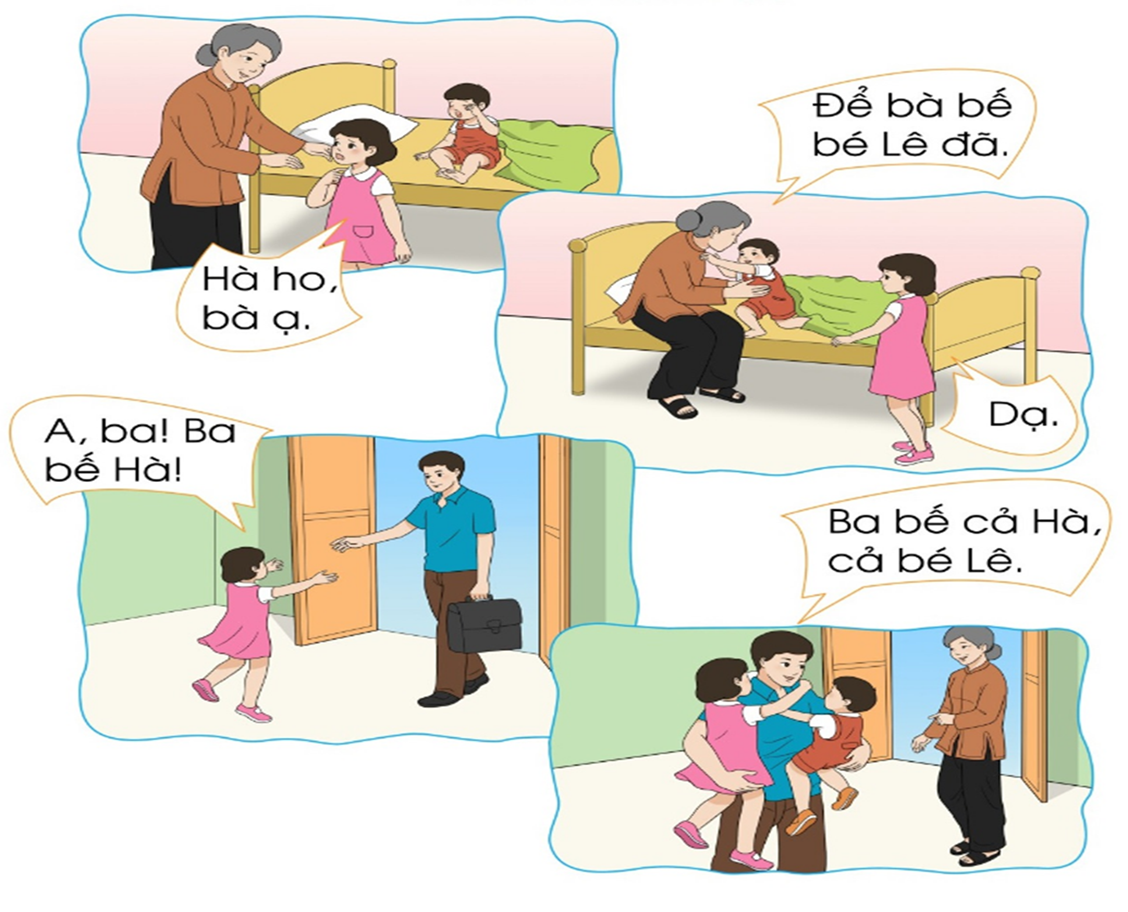 Hà ho,
bà ạ.
Để bà bế
bé Lê đã.
Dạ.
A, ba! Ba
bế Hà!
Ba bế cả Hà,
cả bé Lê.